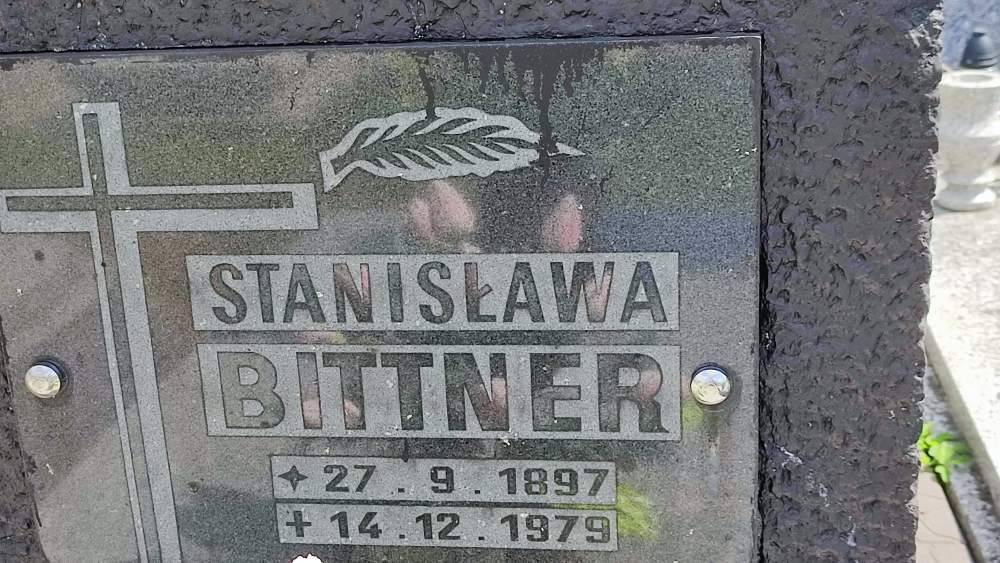 STANISŁAWA
BITTNER
✦ 27 . 9 . 1897
+ 14 . 12 . 1979